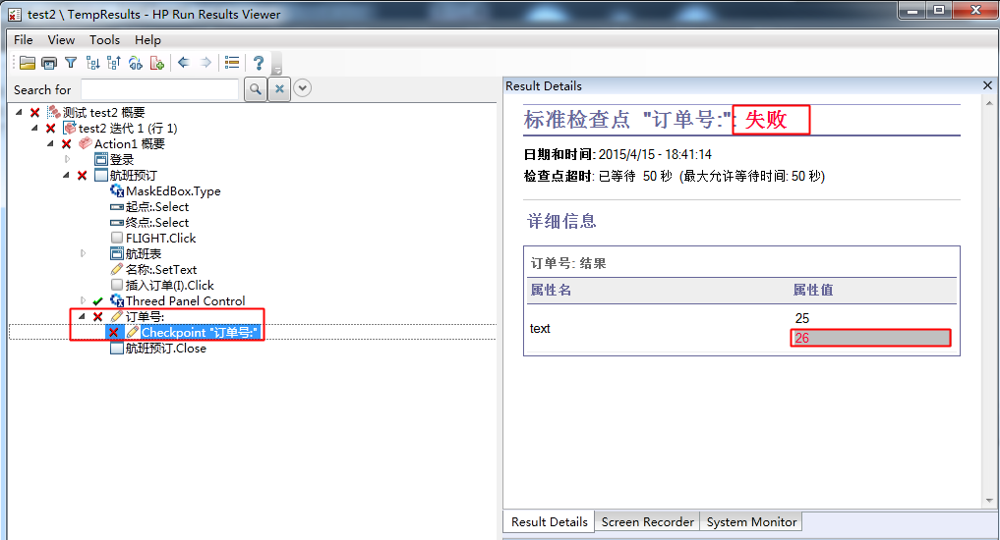 test2 \ TempResults - HP Run Results Viewer
File View Tools Help
Search for
测试 test2 概要
test2 迭代 1 (行 1)
Action1 概要
登录
航班预订
MaskEdBox.Type
起点:.Select
终点:.Select
FLIGHT.Click
航班表
名称:.SetText
插入订单(I).Click
Threed Panel Control
订单号:
Checkpoint "订单号:"
航班预订.Close
Result Details
标准检查点 "订单号:": 失败
日期和时间: 2015/4/15 - 18:41:14
检查点超时: 已等待 50 秒 (最大允许等待时间: 50 秒)
详细信息
订单号: 结果
属性名 属性值
text
25
26
Result Details Screen Recorder System Monitor